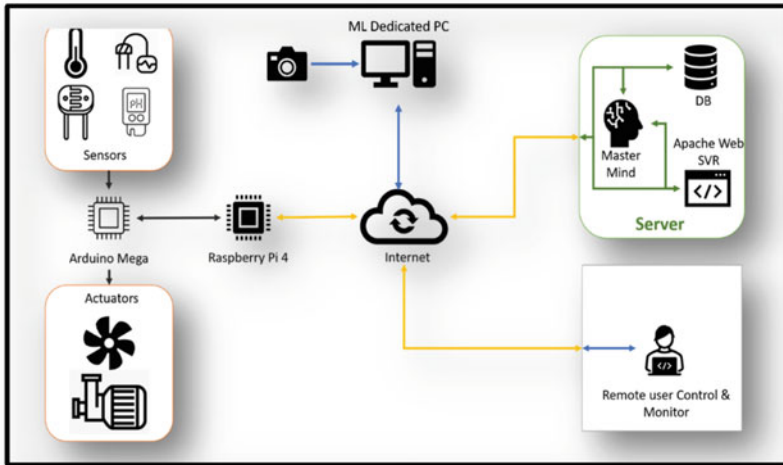 ML Dedicated PC
pH
Sensors
DB
Master
Mind
Apache Web
SVR
</>
Server
Arduino Mega
Raspberry Pi 4
Internet
Actuators
</>
Remote user Control &
Monitor